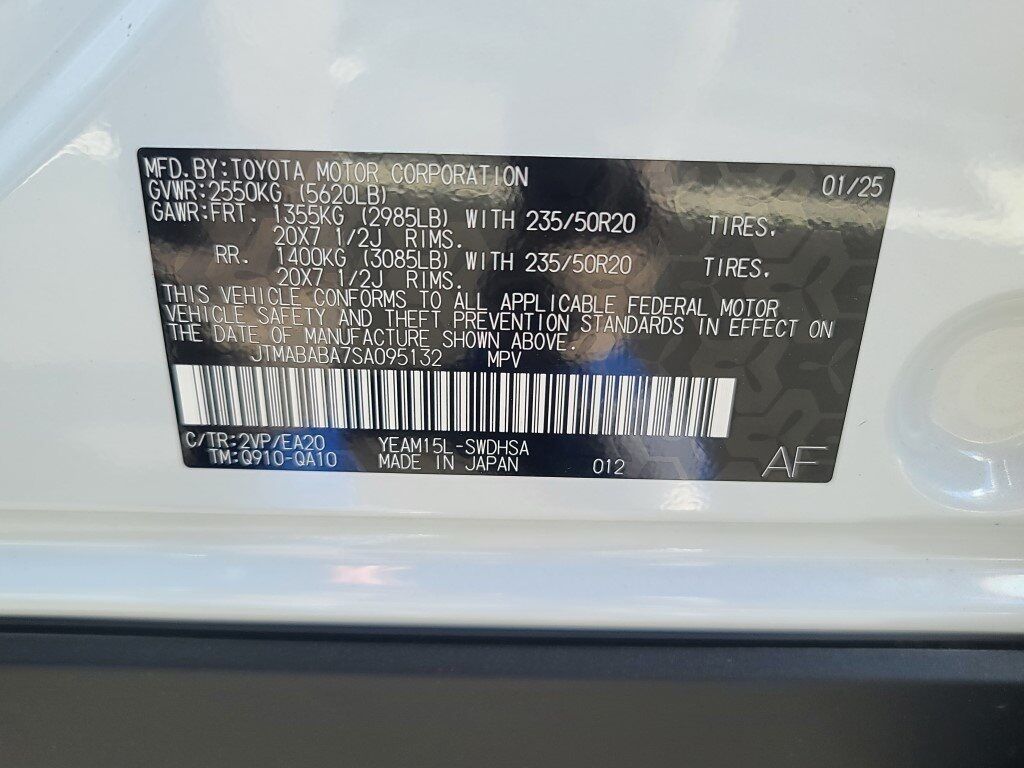 MFD.BY:TOYOTA MOTOR CORPORATION 01/25
GVWR:2550KG (5620LB)
GAWR:FRT. 1355KG (2985LB) WITH 235/50R20 TIRES.
20X7 1/2J RIMS.
RR. 1400KG (3085LB) WITH 235/50R20 TIRES.
20X7 1/2J RIMS.
THIS VEHICLE CONFORMS TO ALL APPLICABLE FEDERAL MOTOR
VEHICLE SAFETY AND THEFT PREVENTION STANDARDS IN EFFECT ON
THE DATE OF MANUFACTURE SHOWN ABOVE.
JTMABABA7SA095132 MPV
C/TR:2VP/EA20 YEAM15L-SWDHSA
TM:Q910-QA10 MADE IN JAPAN 012 AF